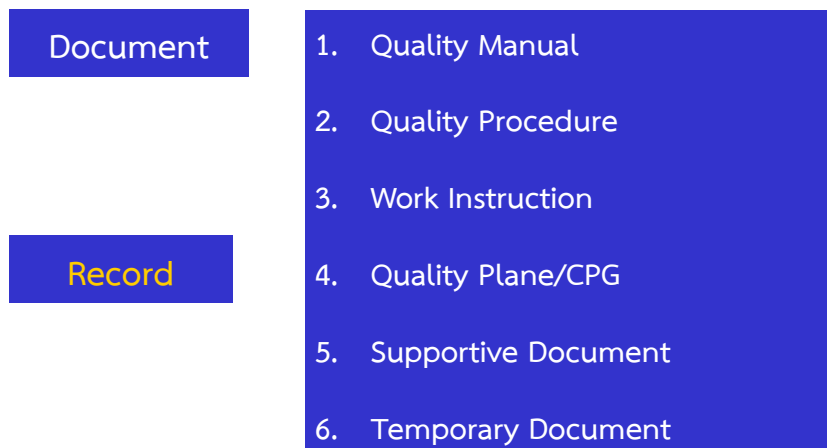 Document
1. Quality Manual
2. Quality Procedure
3. Work Instruction
Record
4. Quality Plane/CPG
5. Supportive Document
6. Temporary Document